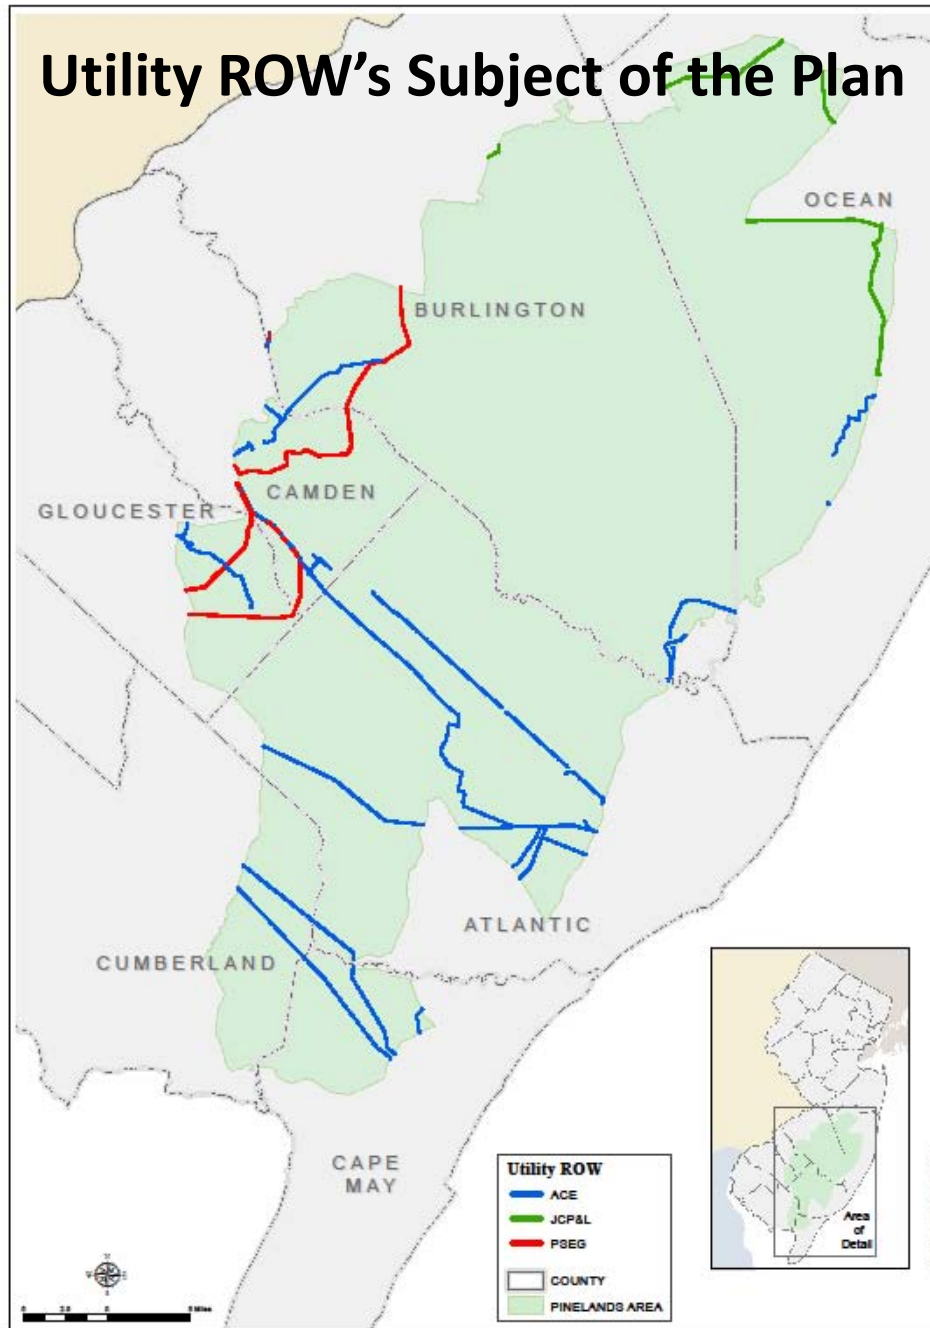 Utility ROW's Subject of the Plan
OCEAN
BURLINGTON
CAMDEN
GLOUCESTER
ATLANTIC
CUMBERLAND
CAPE
MAY
Utility ROW
ACE
JCP&L
PSEG
COUNTY
PINELANDS AREA
Area
of
Detail